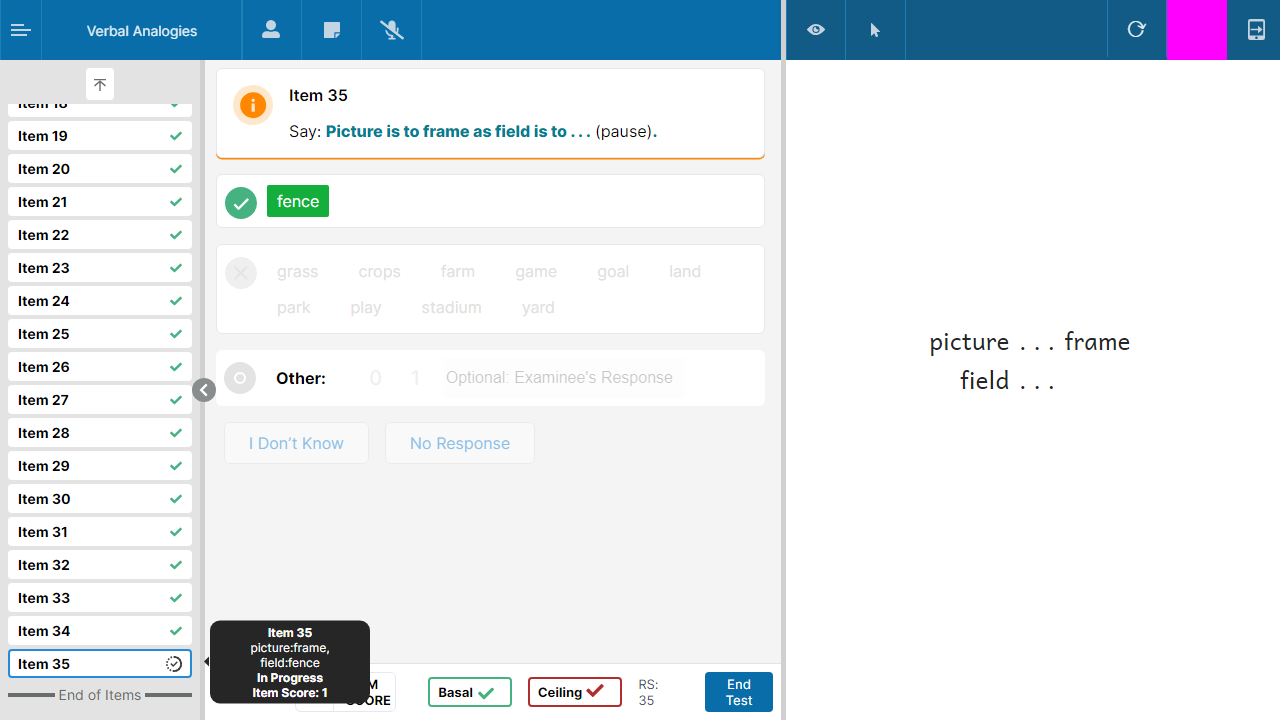 Verbal Analogies
Item 18
Item 19
Item 20
Item 21
Item 22
Item 23
Item 24
Item 25
Item 26
Item 27
Item 28
Item 29
Item 30
Item 31
Item 32
Item 33
Item 34
Item 35
End of Items
Item 35
Say: Picture is to frame as field is to . . . (pause).
fence
grass crops farm game goal land
park play stadium yard
Other: 0 1 Optional: Examinee's Response
I Don't Know No Response
Item 35
picture:frame,
field:fence
In Progress
Item Score: 1
Basal
Ceiling
RS:
35
End
Test
picture . . . frame
field . . .